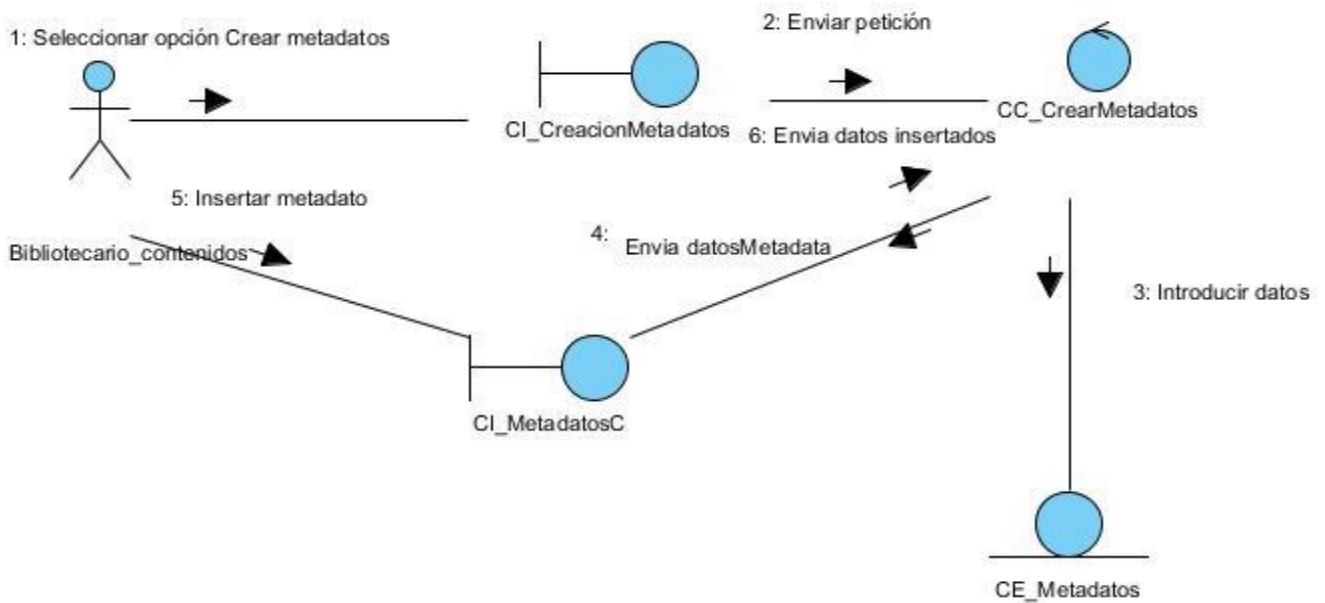 1: Seleccionar opción Crear metadatos
2: Enviar petición
CI_CreacionMetadatos
CC_CrearMetadatos
6: Envia datos insertados
5: Insertar metadato
Bibliotecario_contenidos
4:
Envia datosMetadata
3: Introducir datos
CI_MetadatosC
CE_Metadatos